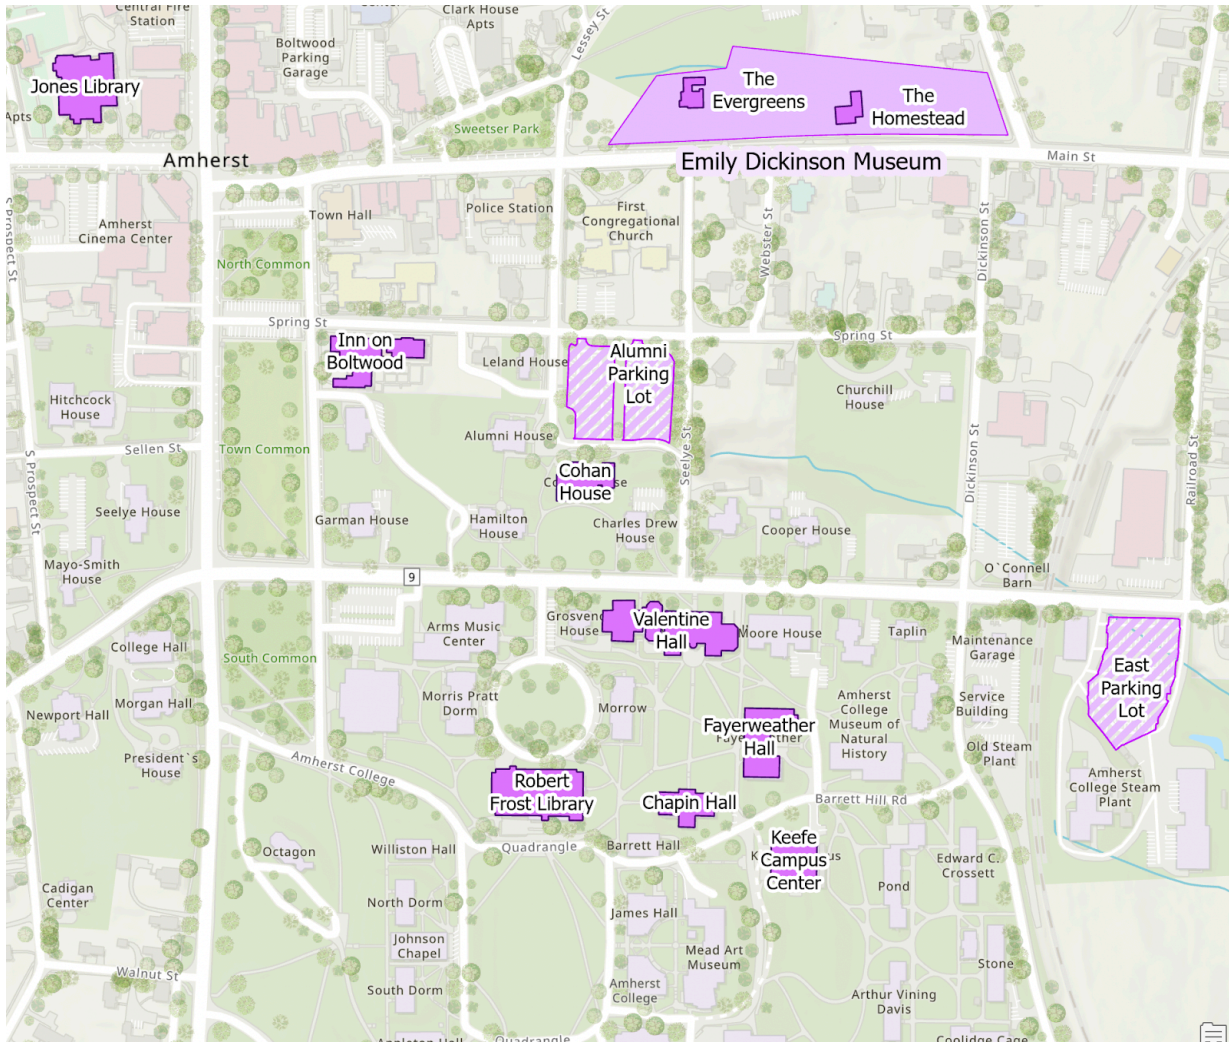 Central Fire
Station
Clark House
Apts
Lessey St
Boltwood
Parking
Garage
Jones Library
Apts
The
Evergreens
The
Homestead
Sweetser Park
Amherst
Emily Dickinson Museum
Main St
S Prospect St
Amherst
Cinema Center
Town Hall
Police Station
First
Congregational
Church
Webster St
Dickinson St
North Common
Spring St
Spring St
Inn on
Boltwood
Leland House
Alumni
Parking
Lot
Churchill
House
Hitchcock
House
Sellen St
Town Common
Alumni House
Seelye St
Dickinson St
Railroad St
S Prospect St
Cohan
House
Seelye House
Garman House
Hamilton
House
Charles Drew
House
Cooper House
Mayo-Smith
House
9
O`Connell
Barn
College Hall
Arms Music
Center
Valentine
Hall
Moore House
Taplin
Maintenance
Garage
South Common
East
Parking
Lot
Newport Hall
Morgan Hall
Morris Pratt
Dorm
Morrow
Fayerweather
Hall
Amherst
College
Museum of
Natural
History
Service
Building
President`s
House
Amherst College
Old Steam
Plant
Robert
Frost Library
Chapin Hall
Barrett Hill Rd
Amherst
College Steam
Plant
Octagon
Williston Hall
Quadrangle
Barrett Hall
Keefe
Campus
Center
Edward C.
Crossett
Pond
Cadigan
Center
North Dorm
James Hall
Johnson
Chapel
Mead Art
Museum
Walnut St
South Dorm
Amherst
College
Stone
Arthur Vining
Davis
Quadrangle
Appleton Hall
Coolidge Cage